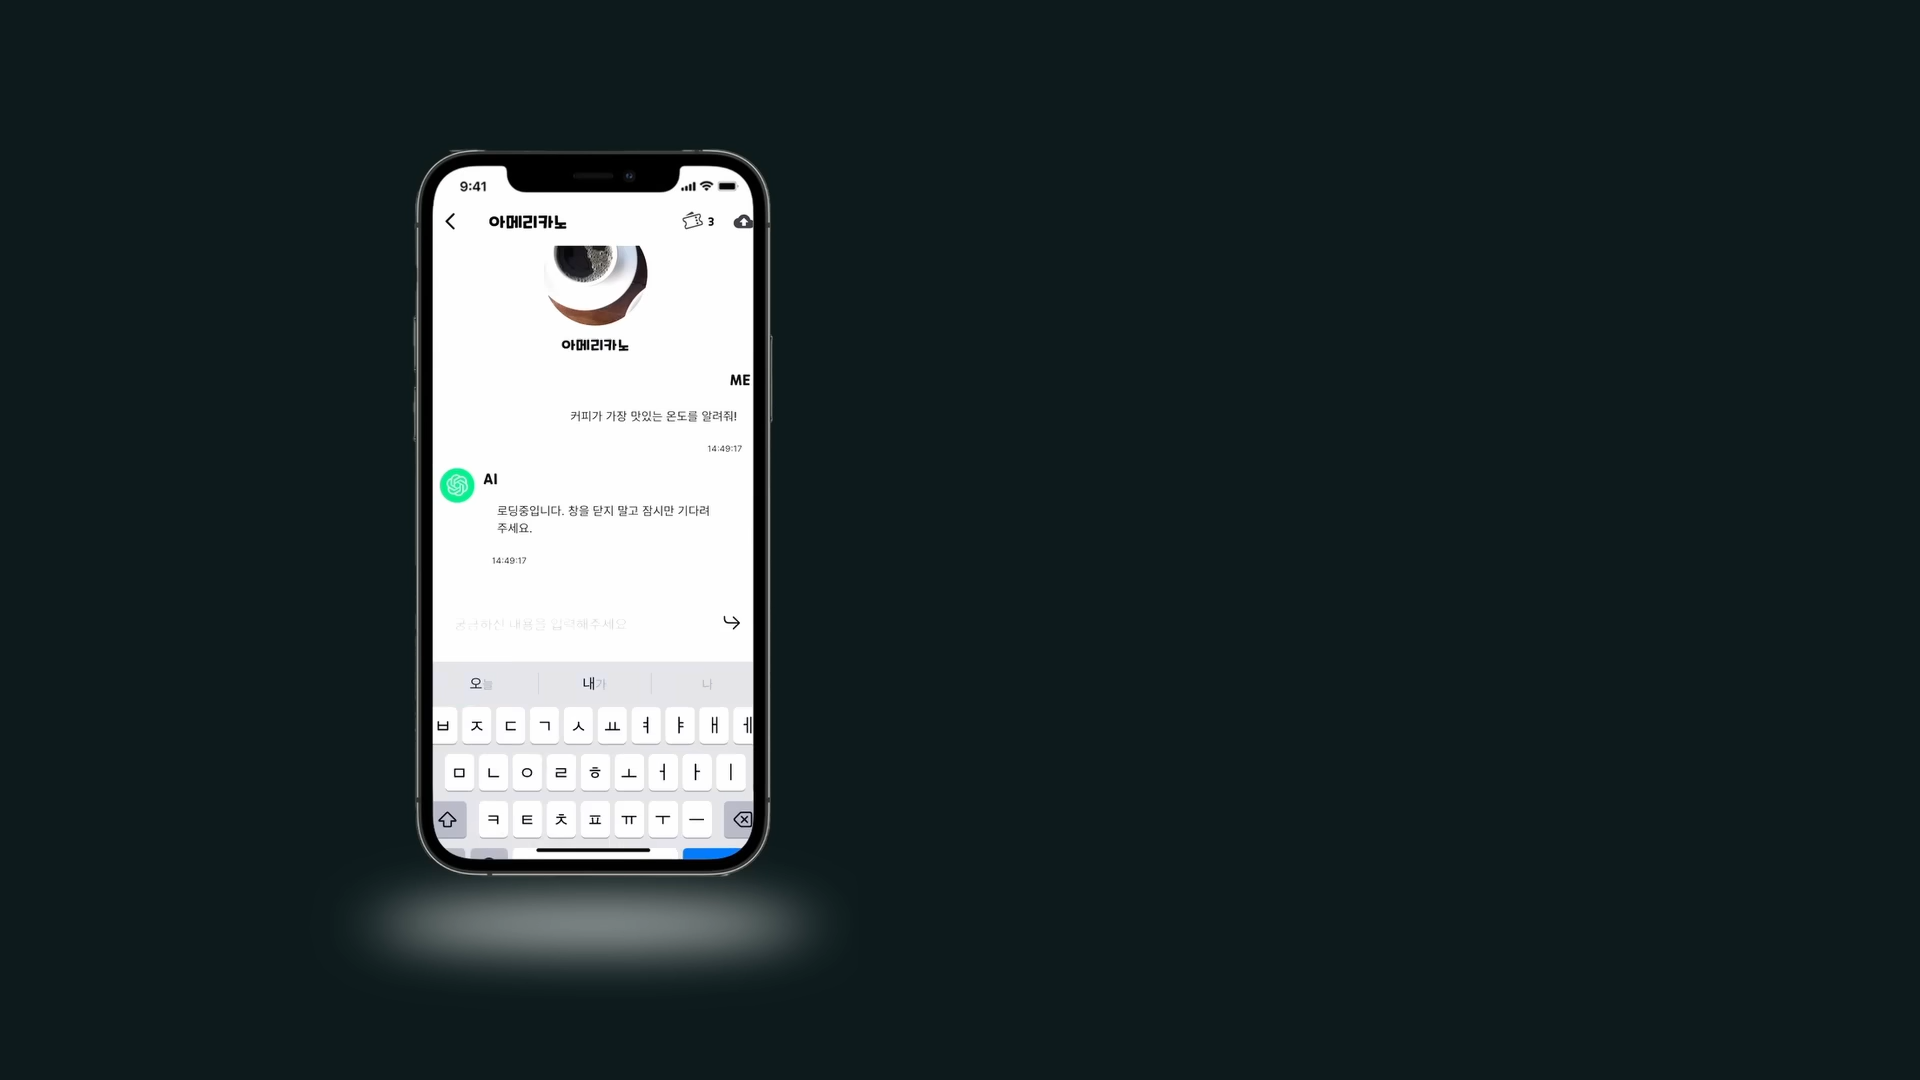 9:41
아메리카노
3
아메리카노
ME
커피가 가장 맛있는 온도를 알려줘!
14:49:17
AI
로딩중입니다. 창을 닫지 말고 잠시만 기다려
주세요.
14:49:17
궁금하신 내용을 입력해주세요
오늘 내가 니
ㅂ ㅈ ㄷ ㄱ ㅅ ㅛ ㅕ ㅑ ㅐ ㅔ
ㅁ ㄴ ㅇ ㄹ ㅎ ㅗ ㅓ ㅏ ㅣ
ㅋ ㅌ ㅊ ㅍ ㅠ ㅜ ㅡ